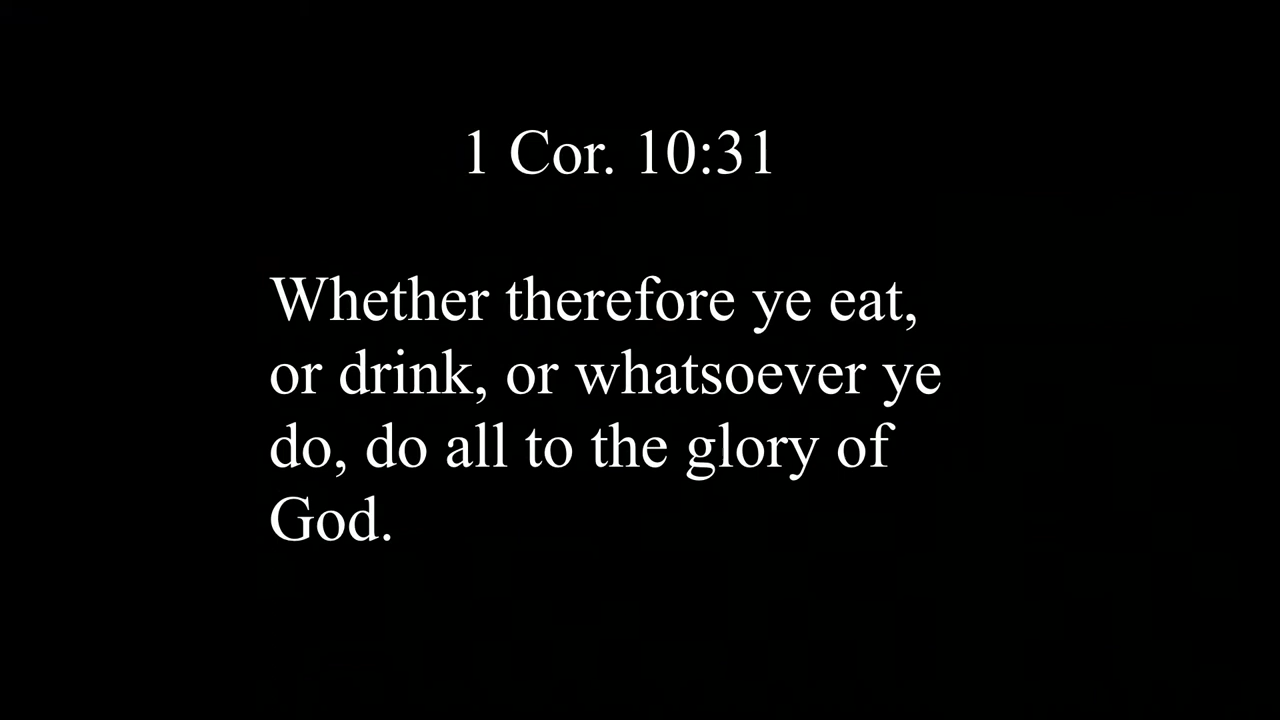 1 Cor. 10:31
Whether therefore ye eat,
or drink, or whatsoever ye
do, do all to the glory of
God.